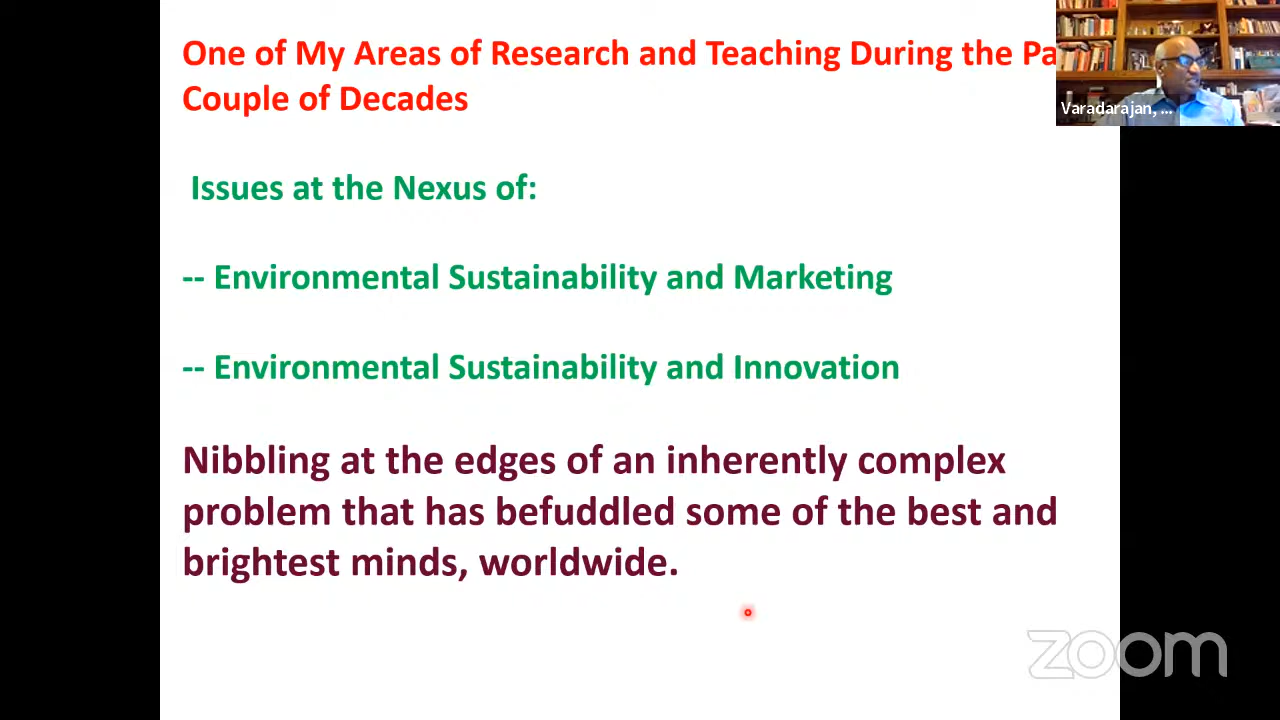 One of My Areas of Research and Teaching During the Pa
Couple of Decades
Issues at the Nexus of:
-- Environmental Sustainability and Marketing
-- Environmental Sustainability and Innovation
Nibbling at the edges of an inherently complex
problem that has befuddled some of the best and
brightest minds, worldwide.
Varadarajan, ...
zoom